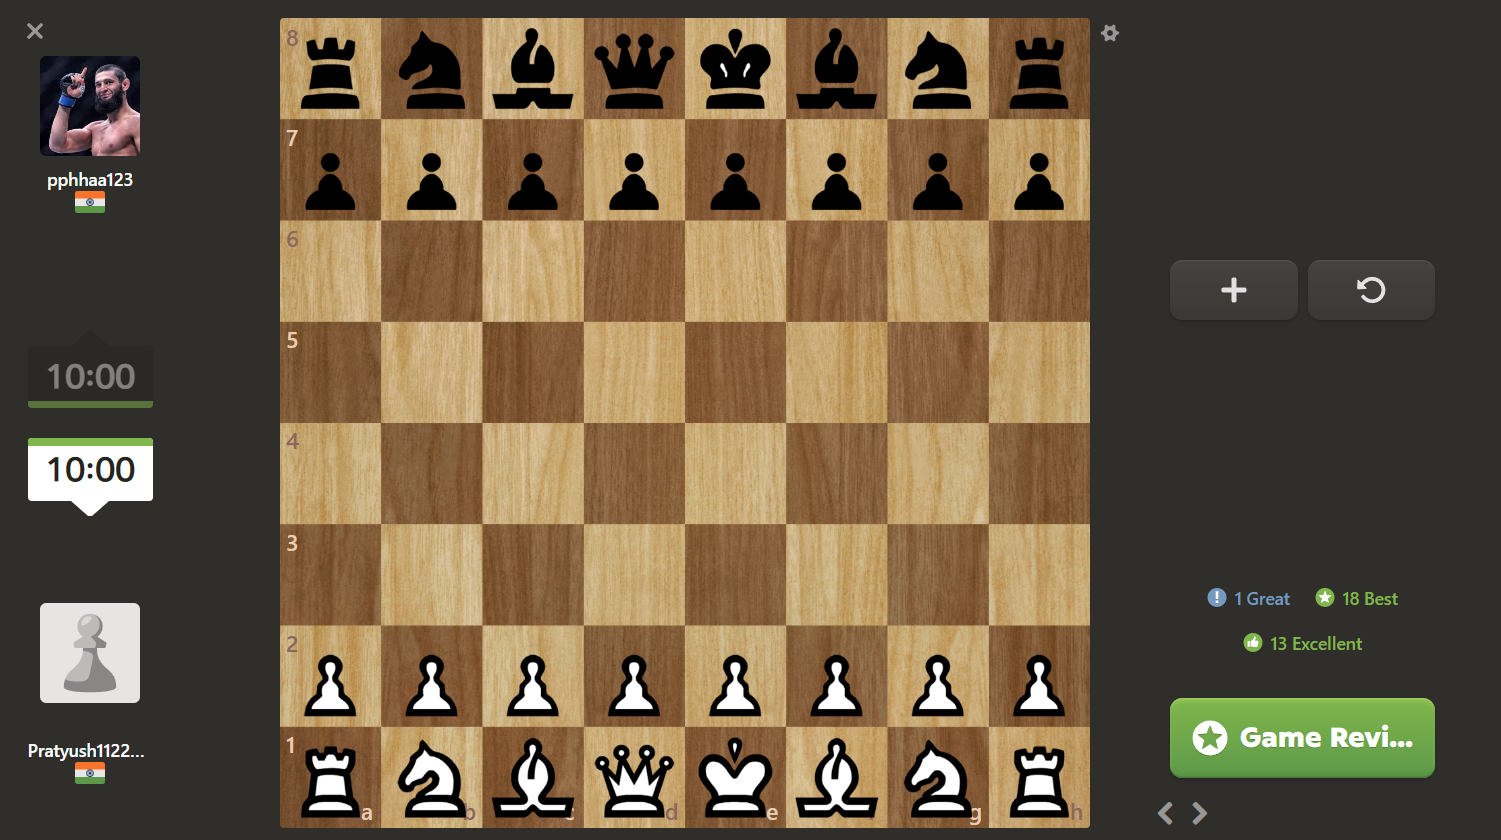 8
7
6
5
4
3
2
1
a
b
c
d
e
g
h
pphhaa123
10:00
10:00
Pratyush1122...
1 Great
18 Best
13 Excellent
Game Revi...